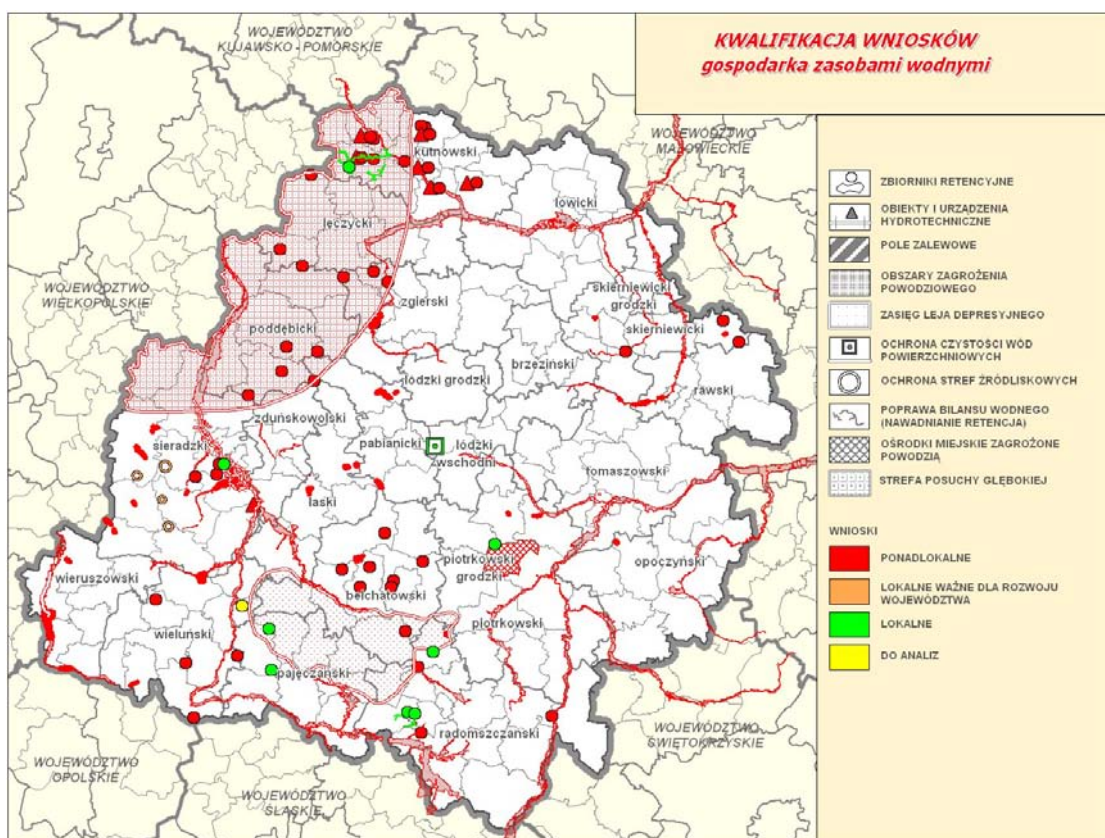 KWALIFIKACJA WNIOSKÓW
gospodarka zasobami wodnymi
WOJEWÓDZTWO
KUJAWSKO - POMORSKIE
WOJEWÓDZTWO
MAZOWIECKIE
kutnowski
łowicki
łęczycki
WOJEWÓDZTWO
WIELKOPOLSKIE
zgierski
skierniewicki
grodzki
skierniewicki
poddębicki
brzeziński
łódzki grodzki
rawski
zduńskowolski
sieradzki
pabianicki
łódzki
wschodni
tomaszowski
łaski
piotrkowski
grodzki
opoczyński
wieruszowski
bełchatowski
wieluński
piotrkowski
pajęczański
radomszczański
WOJEWÓDZTWO
ŚWIĘTOKRZYSKIE
WOJEWÓDZTWO
OPOLSKIE
WOJEWÓDZTWO
ŚLĄSKIE
ZBIORNIKI RETENCYJNE
OBIEKTY I URZĄDZENIA
HYDROTECHNICZNE
POLE ZALEWOWE
OBSZARY ZAGROŻENIA
POWODZIOWEGO
ZASIĘG LEJA DEPRESYJNEGO
OCHRONA CZYSTOŚCI WÓD
POWIERZCHNIOWYCH
OCHRONA STREF ŹRÓDLISKOWYCH
POPRAWA BILANSU WODNEGO
(NAWADNIANIE RETENCJA)
OŚRODKI MIEJSKIE ZAGROŻONE
POWODZIĄ
STREFA POSUCHY GŁĘBOKIEJ
WNIOSKI
PONADLOKALNE
LOKALNE WAŻNE DLA ROZWOJU
WOJEWÓDZTWA
LOKALNE
DO ANALIZ